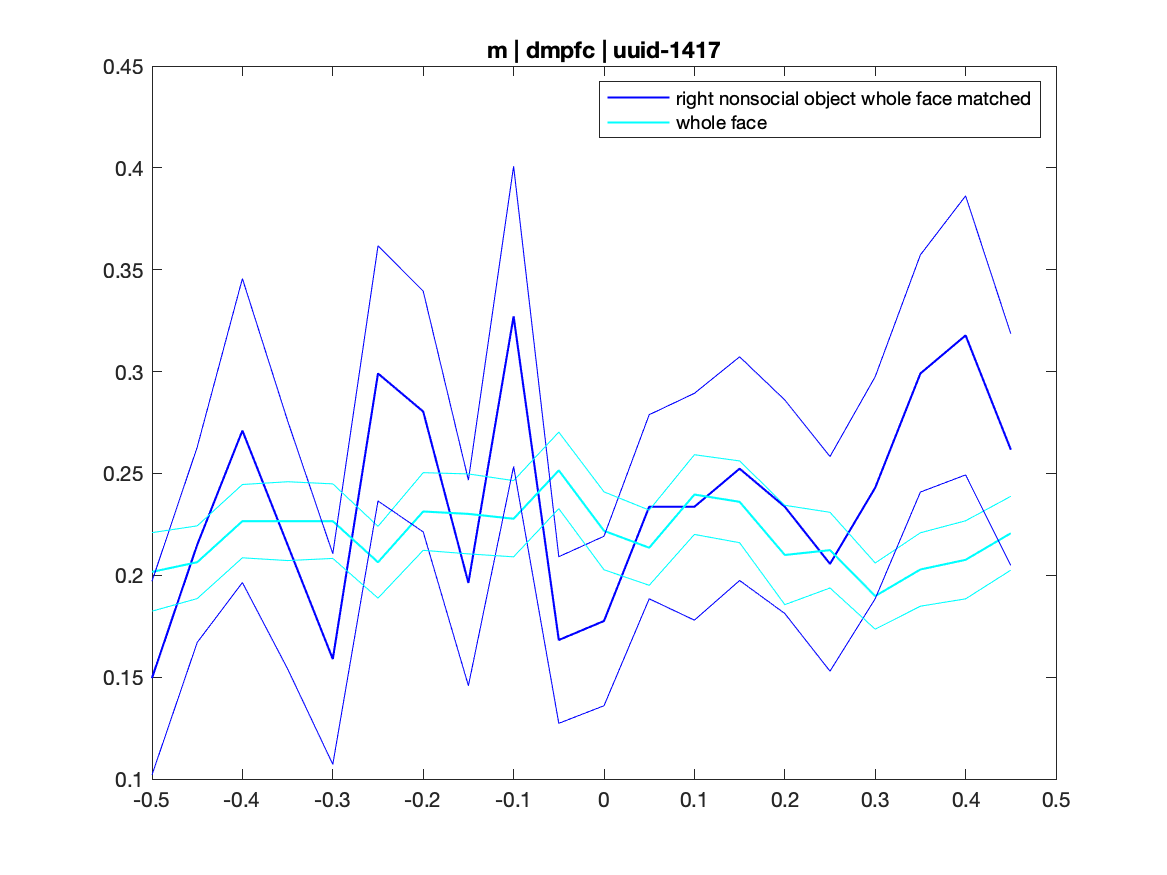 m | dmpfc | uuid-1417
0.45
right nonsocial object whole face matched
whole face
0.4
0.35
0.3
0.25
0.2
0.15
0.1
-0.5 -0.4 -0.3 -0.2 -0.1 0 0.1 0.2 0.3 0.4 0.5